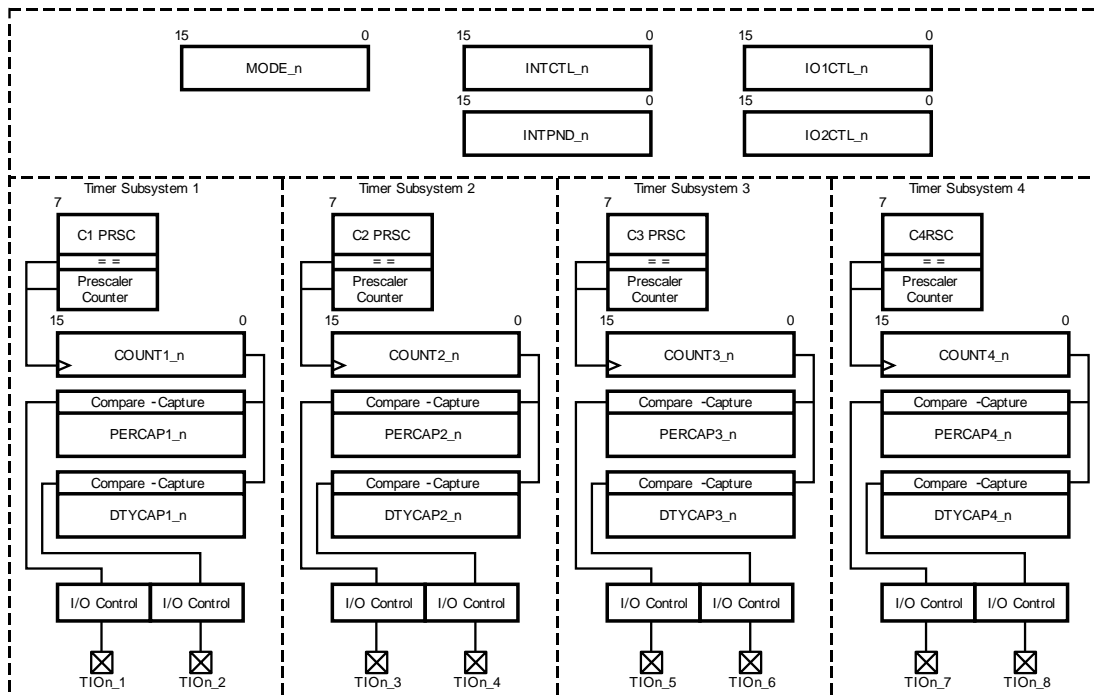 15 0 15 0 15 0
MODE_n INTCTL_n IO1CTL_n
15 0 15 0
INTPND_n IO2CTL_n
Timer Subsystem 1 Timer Subsystem 2 Timer Subsystem 3 Timer Subsystem 4
7 7 7 7
C1 PRSC C2 PRSC C3 PRSC C4RSC
= = = = = = = =
Prescaler Prescaler Prescaler Prescaler
Counter Counter Counter Counter
15 0 15 0 15 0 15 0
COUNT1_n COUNT2_n COUNT3_n COUNT4_n
Compare -Capture Compare -Capture Compare -Capture Compare -Capture
PERCAP1_n PERCAP2_n PERCAP3_n PERCAP4_n
Compare -Capture Compare -Capture Compare -Capture Compare -Capture
DTYCAP1_n DTYCAP2_n DTYCAP3_n DTYCAP4_n
I/O Control I/O Control I/O Control I/O Control I/O Control I/O Control I/O Control I/O Control
TIOn_1 TIOn_2 TIOn_3 TIOn_4 TIOn_5 TIOn_6 TIOn_7 TIOn_8